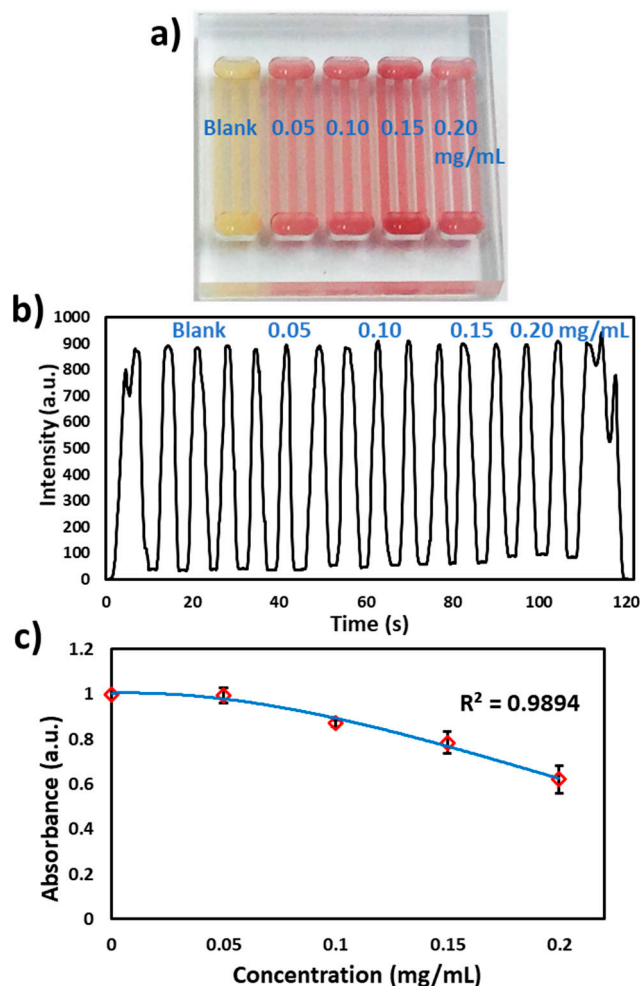 a)
Blank 0.05 0.10 0.15 0.20
mg/mL
b)
Blank 0.05 0.10 0.15 0.20 mg/mL
1000
900
800
700
600
500
400
300
200
100
0
Intensity (a.u.)
0 20 40 60 80 100 120
Time (s)
c)
1.2
1
0.8
0.6
0.4
0.2
0
Absorbance (a.u.)
R² = 0.9894
0 0.05 0.1 0.15 0.2
Concentration (mg/mL)